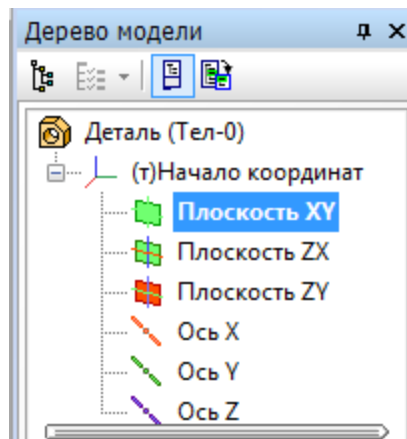 Дерево модели
Деталь (Тел-0)
(т)Начало координат
Плоскость XY
Плоскость ZX
Плоскость ZY
Ось X
Ось Y
Ось Z